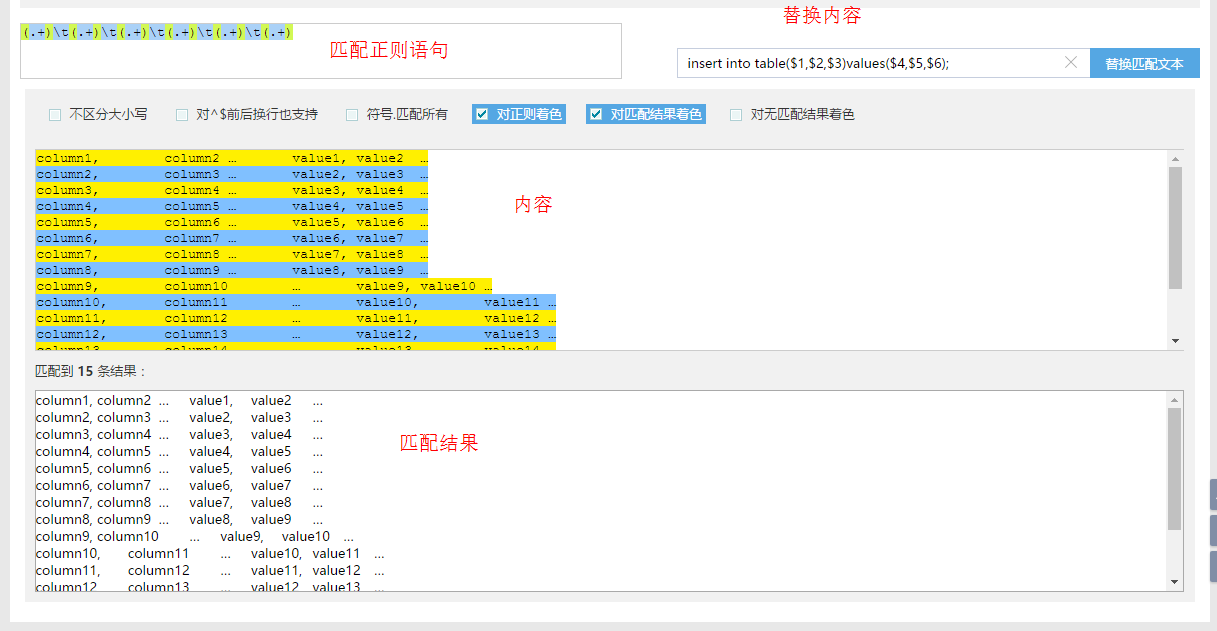 替换内容
(.+)\t(.+)\t(.+)\t(.+)\t(.+)\t(.+)
匹配正则语句
insert into table($1,$2,$3)values($4,$5,$6);
替换匹配文本
不区分大小写 对^$前后换行也支持 符号.匹配所有 对正则着色 对匹配结果着色 对无匹配结果着色
column1, column2 … value1, value2 …
column2, column3 … value2, value3 …
column3, column4 … value3, value4 …
column4, column5 … value4, value5 …
内容
column5, column6 … value5, value6 …
column6, column7 … value6, value7 …
column7, column8 … value7, value8 …
column8, column9 … value8, value9 …
column9, column10 … value9, value10 …
column10, column11 … value10, value11 …
column11, column12 … value11, value12 …
column12, column13 … value12, value13 …
column13, column14 … value13, value14 …
匹配到 15 条结果：
column1, column2 … value1, value2 …
column2, column3 … value2, value3 …
column3, column4 … value3, value4 …
匹配结果
column4, column5 … value4, value5 …
column5, column6 … value5, value6 …
column6, column7 … value6, value7 …
column7, column8 … value7, value8 …
column8, column9 … value8, value9 …
column9, column10 … value9, value10 …
column10, column11 … value10, value11 …
column11, column12 … value11, value12 …
column12, column13 … value12, value13 …